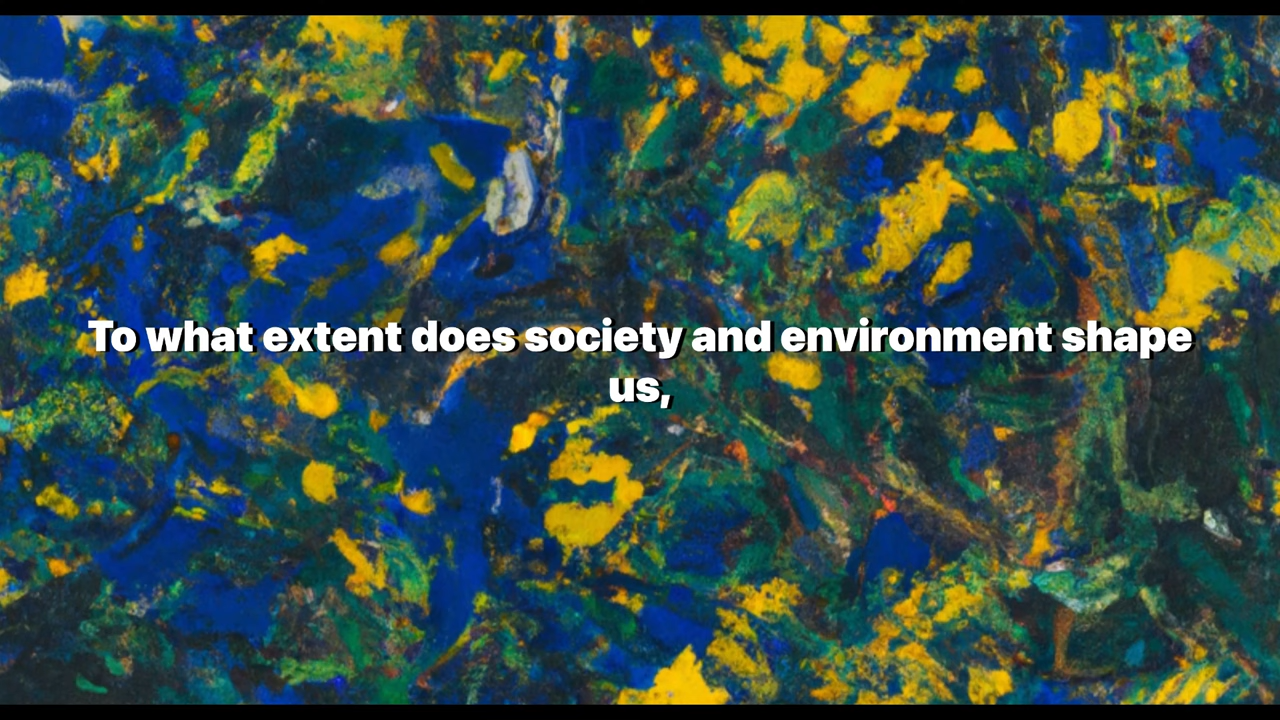 To what extent does society and environment shape
us,